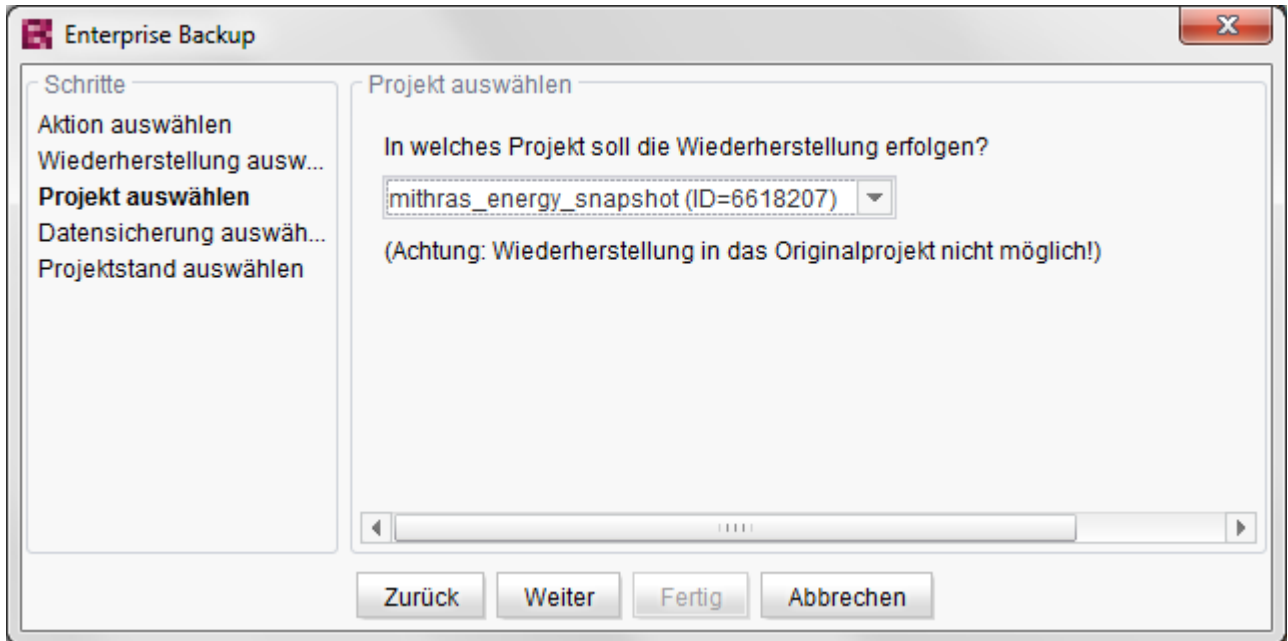 Enterprise Backup
Schritte
Aktion auswählen
Wiederherstellung ausw...
Projekt auswählen
Datensicherung auswäh...
Projektstand auswählen
Projekt auswählen
In welches Projekt soll die Wiederherstellung erfolgen?
mithras_energy_snapshot (ID=6618207)
(Achtung: Wiederherstellung in das Originalprojekt nicht möglich!)
Zurück Weiter Fertig Abbrechen